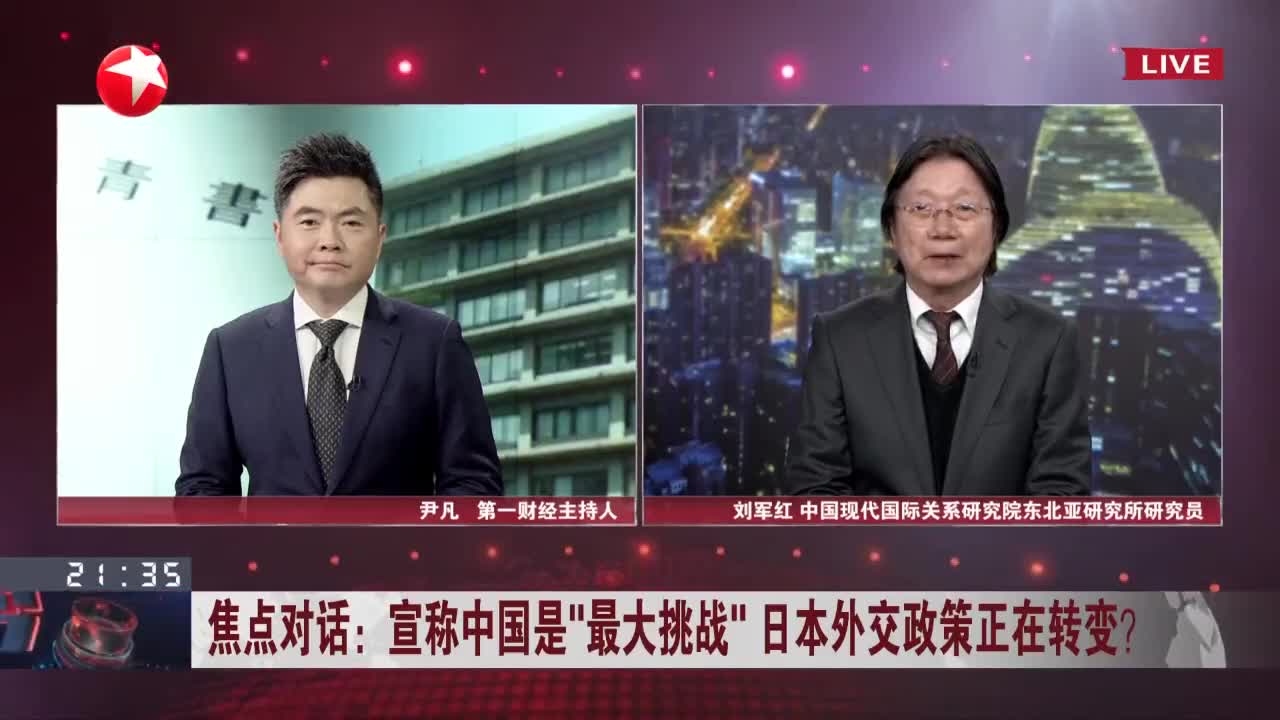 LIVE
青書
尹凡 第一财经主持人
刘军红 中国现代国际关系研究院东北亚研究所研究员
21:35
焦点对话：宣称中国是"最大挑战" 日本外交政策正在转变？